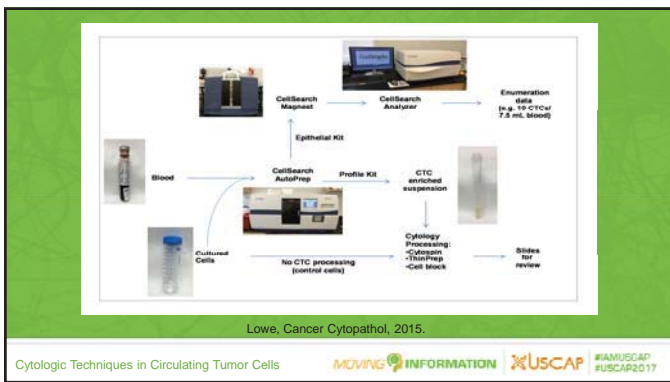 CellSearch
Magnest
CellSearch
Analyzer
Enumeration
data
(e.g. 10 CTCs/
7.5 mL blood)
Epithelial Kit
Blood
CellSearch
AutoPrep
Profile Kit
CTC
enriched
suspension
Cultured
Cells
No CTC processing
(control cells)
Cytology
Processing:
•Cytospin
•ThinPrep
•Cell block
Slides
for
review
Lowe, Cancer Cytopathol, 2015.
Cytologic Techniques in Circulating Tumor Cells
MOVING INFORMATION
USCAP
#IAMUSCAP
#USCAP2017